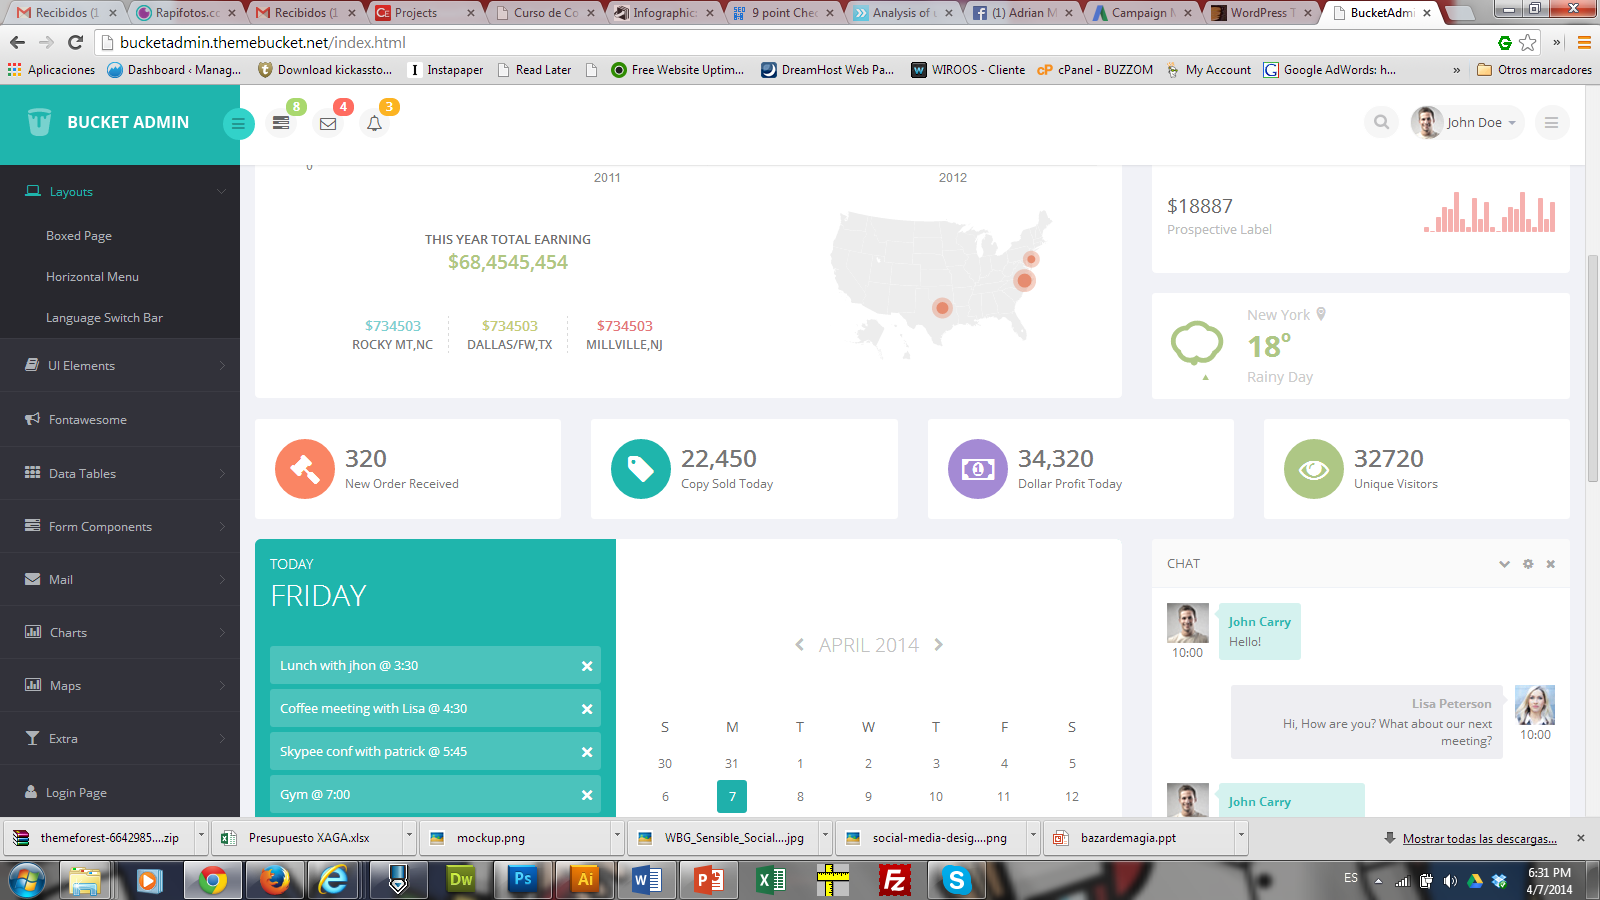 Recibidos (1
Rapifotos.cc
Recibidos (1
Projects
Curso de Co
Infographic:
9 point Chec
Analysis of u
(1) Adrian M
Campaign M
WordPress T
BucketAdmi
bucketadmin.themebucket.net/index.html
Aplicaciones
Dashboard ‹ Manag...
Download kickassto...
Instapaper
Read Later
Free Website Uptim...
DreamHost Web Pa...
WIROOS - Cliente
cPanel - BUZZOM
My Account
Google AdWords: h...
»
Otros marcadores
BUCKET ADMIN
8
4
3
John Doe
Layouts
Boxed Page
Horizontal Menu
Language Switch Bar
UI Elements
Fontawesome
Data Tables
Form Components
Mail
Charts
Maps
Extra
Login Page
0
2011
2012
THIS YEAR TOTAL EARNING
$68,4545,454
$734503
ROCKY MT,NC
$734503
DALLAS/FW,TX
$734503
MILLVILLE,NJ
$18887
Prospective Label
New York
18°
Rainy Day
320
New Order Received
22,450
Copy Sold Today
34,320
Dollar Profit Today
32720
Unique Visitors
TODAY
FRIDAY
Lunch with jhon @ 3:30
Coffee meeting with Lisa @ 4:30
Skypee conf with patrick @ 5:45
Gym @ 7:00
APRIL 2014
S M T W T F S
30 31 1 2 3 4 5
6 7 8 9 10 11 12
CHAT
John Carry
Hello!
10:00
Lisa Peterson
Hi, How are you? What about our next
meeting?
10:00
John Carry
themeforest-6642985....zip
Presupuesto XAGA.xlsx
mockup.png
WBG_Sensible_Social....jpg
social-media-desig....png
bazardemagia.ppt
Mostrar todas las descargas...
Dw
Ps
Ai
ES
6:31 PM
4/7/2014